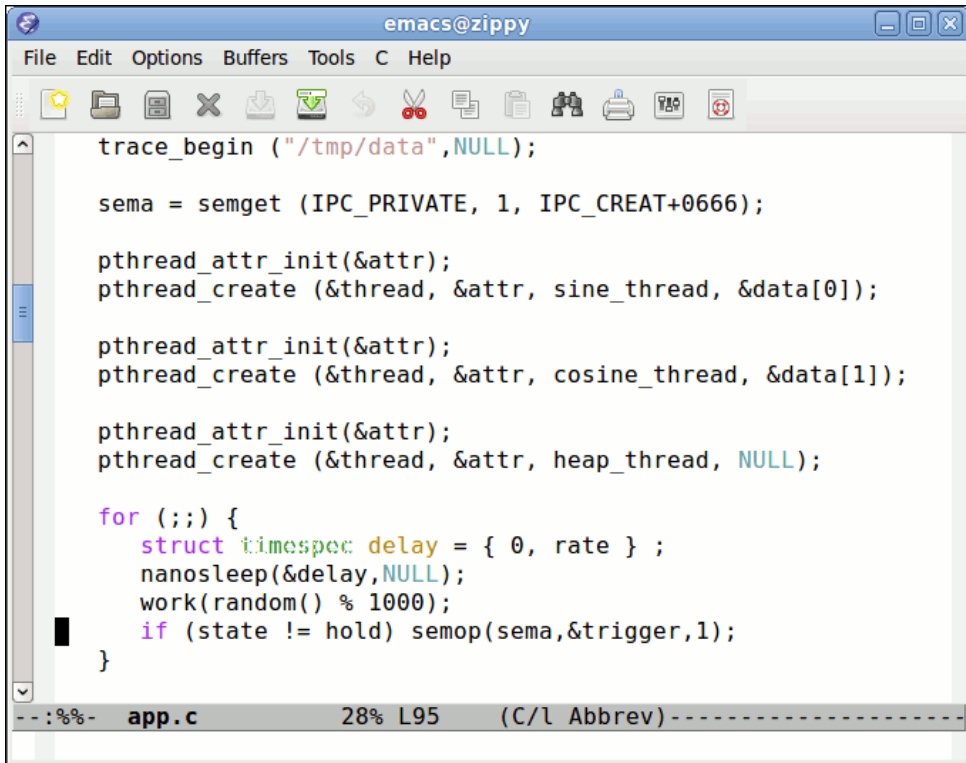 emacs@zippy
File Edit Options Buffers Tools C Help
trace_begin ("/tmp/data",NULL);
sema = semget (IPC_PRIVATE, 1, IPC_CREAT+0666);
pthread_attr_init(&attr);
pthread_create (&thread, &attr, sine_thread, &data[0]);
pthread_attr_init(&attr);
pthread_create (&thread, &attr, cosine_thread, &data[1]);
pthread_attr_init(&attr);
pthread_create (&thread, &attr, heap_thread, NULL);
for (;;) {
struct timespec delay = { 0, rate } ;
nanosleep(&delay,NULL);
work(random() % 1000);
if (state != hold) semop(sema,&trigger,1);
}
--:%%- app.c 28% L95 (C/l Abbrev)---------------------